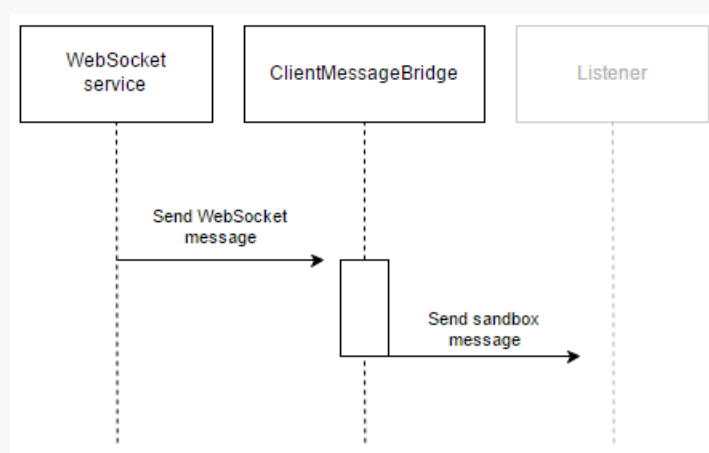 WebSocket
service
ClientMessageBridge
Listener
Send WebSocket
message
Send sandbox
message